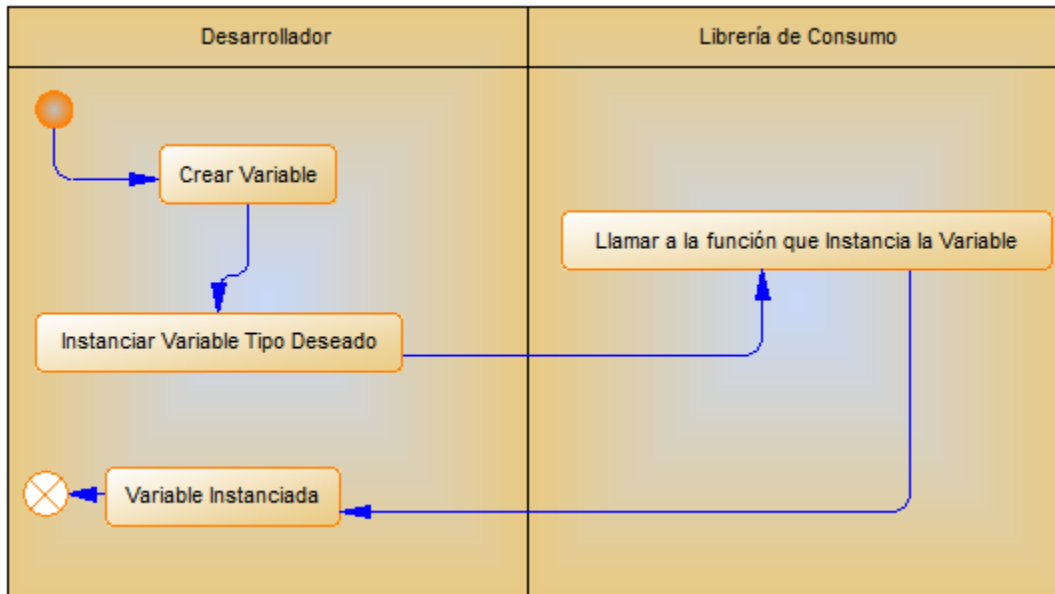 Desarrollador
Librería de Consumo
Crear Variable
Llamar a la función que Instancia la Variable
Instanciar Variable Tipo Deseado
Variable Instanciada